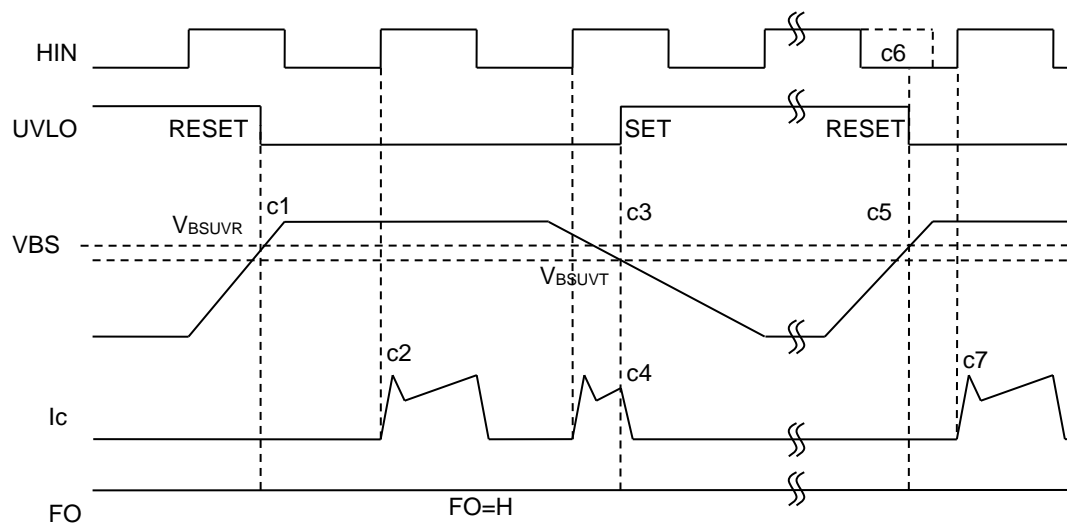 HIN
c6
UVLO
RESET
SET
RESET
c1
c3
c5
VBSUVR
VBS
VBSUVT
c2
c4
c7
Ic
FO=H
FO